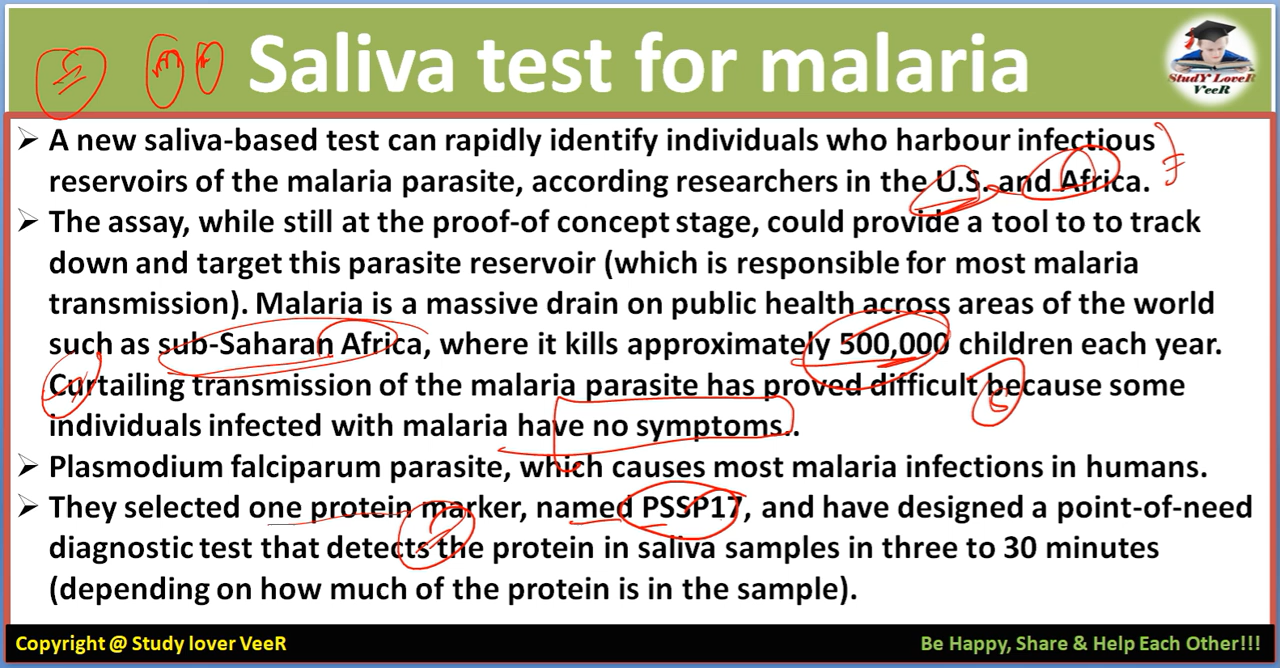 Saliva test for malaria
StudY LoveR
VeeR
➢ A new saliva-based test can rapidly identify individuals who harbour infectious
reservoirs of the malaria parasite, according researchers in the U.S. and Africa.
➢ The assay, while still at the proof-of concept stage, could provide a tool to to track
down and target this parasite reservoir (which is responsible for most malaria
transmission). Malaria is a massive drain on public health across areas of the world
such as sub-Saharan Africa, where it kills approximately 500,000 children each year.
Curtailing transmission of the malaria parasite has proved difficult because some
individuals infected with malaria have no symptoms..
➢ Plasmodium falciparum parasite, which causes most malaria infections in humans.
➢ They selected one protein marker, named PSSP17, and have designed a point-of-need
diagnostic test that detects the protein in saliva samples in three to 30 minutes
(depending on how much of the protein is in the sample).
Copyright @ Study lover VeeR
Be Happy, Share & Help Each Other!!!